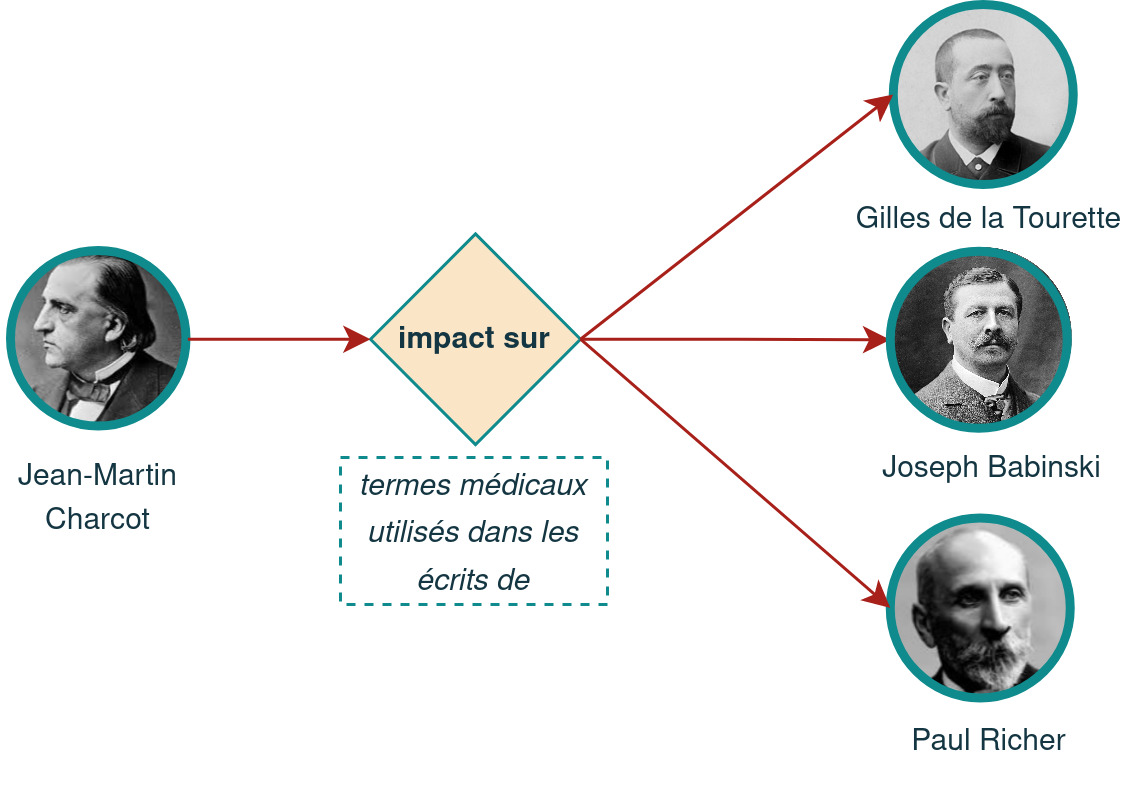 Gilles de la Tourette
impact sur
Jean-Martin
Charcot
termes médicaux
utilisés dans les
écrits de
Joseph Babinski
Paul Richer